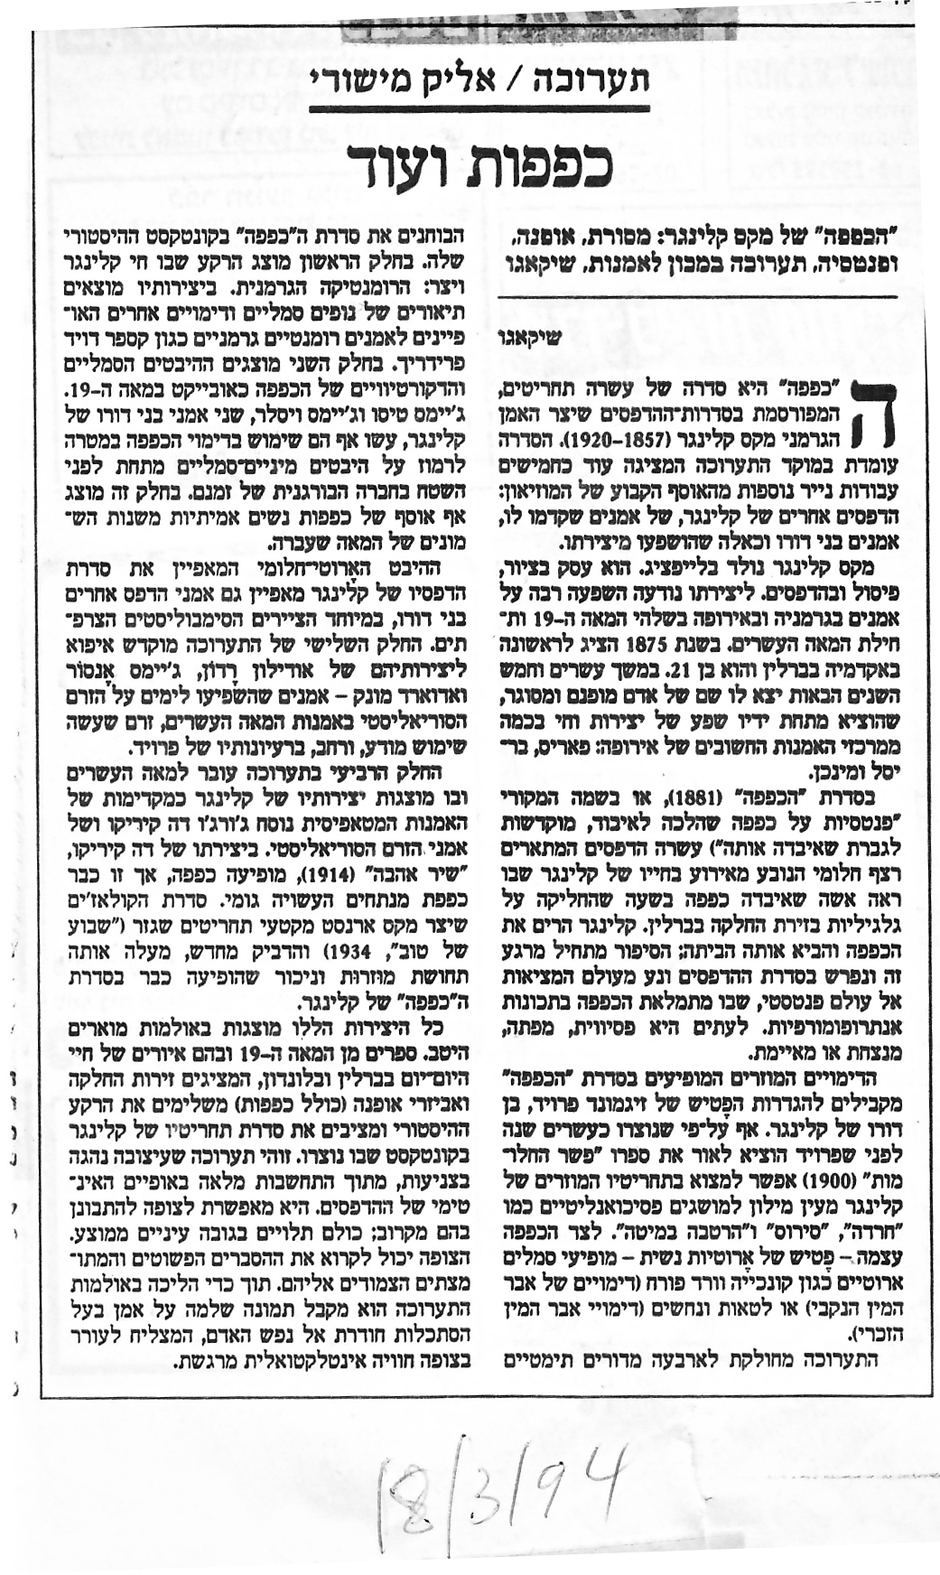 תערוכה / אליק מישורי
כפפות ועוד
"הכפפה" של מקס קלינגר: מסורת, אופנה,
ופנטסיה, תערוכה במכון לאמנות, שיקאגו
שיקאגו
ה"כפפה" היא סדרה של עשרה תחריטים,
המפורסמת בסדרות־ההדפסים שיצר האמן
הגרמני מקס קלינגר (1857–1920). הסדרה
עומדת במוקד התערוכה המציגה עוד כחמישים
עבודות נייר נוספות מהאוסף הקבוע של המוזיאון:
הדפסים אחרים של קלינגר, של אמנים שקדמו לו,
אמנים בני דורו וכאלה שהושפעו מיצירתו.
מקס קלינגר נולד בלייפציג. הוא עסק בציור,
פיסול ובהדפסים. ליצירתו נודעה השפעה רבה על
אמנים בגרמניה ובאירופה בשלהי המאה ה־19 ות־
חילת המאה העשרים. בשנת 1875 הציג לראשונה
באקדמיה בברלין והוא בן 21. במשך עשרים וחמש
השנים הבאות יצא לו שם של אדם מופנם ומסוגר,
שהוציא מתחת ידיו שפע של יצירות וחי בכמה
ממרכזי האמנות החשובים של אירופה: פאריס, בר־
יסל ומינכן.
בסדרת "הכפפה" (1881), או בשמה המקורי
"פנטסיות על כפפה שהלכה לאיבוד, מוקדשות
לגברת שאיבדה אותה") עשרה הדפסים המתארים
רצף חלומי הנובע מאירוע בחייו של קלינגר שבו
ראה אשה שאיבדה כפפה בשעה שהחליקה על
גלגיליות בזירת החלקה בברלין. קלינגר הרים את
הכפפה והביא אותה הביתה; הסיפור מתחיל מרגע
זה ונפרש בסדרת ההדפסים ונע מעולם המציאות
אל עולם פנטסטי, שבו מתמלאת הכפפה בתכונות
אנתרופומורפיות. לעתים היא פסיווית, מפתה,
מנצחת או מאיימת.
הדימויים המוזרים המופיעים בסדרת "הכפפה"
מקבילים להגדרות הפֶטיש של זיגמונד פרויד, בן
דורו של קלינגר. אף על־פי שנוצרו כעשרים שנה
לפני שפרויד הוציא לאור את ספרו "פשר החלו־
מות" (1900) אפשר למצוא בתחריטיו המוזרים של
קלינגר מעין מילון למושגים פסיכואנליטיים כמו
"חרדה", "סירוס" ו"הרטבה במיטה". לצד הכפפה
עצמה – פֶטיש של אֶרוטיות נשית – מופיעי סמלים
ארוטיים כגון קונכייה וורד פורח (דימויים של אבר
המין הנקבי) או לטאות ונחשים (דימויי אבר המין
הזכרי).
התערוכה מחולקת לארבעה מדורים תימטיים
הבוחנים את סדרת ה"כפפה" בקונטקסט ההיסטורי
שלה. בחלק הראשון מוצג הרקע שבו חי קלינגר
ויצר: הרומנטיקה הגרמנית. ביצירותיו מוצאים
תיאורים של נופים סמליים ודימויים אחרים האו־
פייניים לאמנים רומנטיים גרמניים כגון קספר דויד
פרידריך. בחלק השני מוצגים ההיבטים הסמליים
והדקורטיוויים של הכפפה כאובייקט במאה ה–19.
ג'יימס טיסו וג'יימס ויסלר, שני אמני בני דורו של
קלינגר, עשו אף הם שימוש בדימוי הכפפה במטרה
לרמוז על היבטים מיניים־סמליים מתחת לפני
השטח בחברה הבורגנית של זמנם. בחלק זה מוצג
אף אוסף של כפפות נשים אמיתיות משנות הש־
מונים של המאה שעברה.
ההיבט האֶרוטי־חלומי המאפיין את סדרת
הדפסיו של קלינגר מאפיין גם אמני הדפס אחרים
בני דורו, במיוחד הציירים הסימבוליסטים הצרפ־
תים. החלק השלישי של התערוכה מוקדש איפוא
ליצירותיהם של אודילון רֶדוֹן, ג'יימס אֶנסוֹר
ואדוארד מונק – אמנים שהשפיעו לימים על הזרם
הסוריאליסטי באמנות המאה העשרים, זרם שעשה
שימוש מודע, ורחב, ברעיונותיו של פרויד.
החלק הרביעי בתערוכה עובר למאה העשרים
ובו מוצגות יצירותיו של קלינגר כמקדימות של
האמנות המטאפיסית נוסח ג'ורג'ו דה קיריקו ושל
אמני הזרם הסוריאליסטי. ביצירתו של דה קיריקו,
"שיר אהבה" (1914), מופיעה כפפה, אך זו כבר
כפפת מנתחים העשויה גומי. סדרת הקולאז'ים
שיצר מקס ארנסט מקטעי תחריטים שגזר ("שבוע
של טוב", 1934) והדביק מחדש, מעלה אותה
תחושת מוּזרוּת וניכור שהופיעה כבר בסדרת
ה"כפפה" של קלינגר.
כל היצירות הללו מוצגות באולמות מוארים
היטב. ספרים מן המאה ה–19 ובהם איורים של חיי
היום־יום בברלין ובלונדון, המציגים זירות החלקה
ואביזרי אופנה (כולל כפפות) משלימים את הרקע
ההיסטורי ומציבים את סדרת תחריטיו של קלינגר
בקונטקסט שבו נוצרו. זוהי תערוכה שעיצובה נהגה
בצניעות, מתוך התחשבות מלאה באופיים האינ־
טימי של ההדפסים. היא מאפשרת לצופה להתבונן
בהם מקרוב; כולם תלויים בגובה עיניים ממוצע.
הצופה יכול לקרוא את ההסברים הפשוטים והמתו־
מצתים הצמודים אליהם. תוך כדי הליכה באולמות
התערוכה הוא מקבל תמונה שלמה על אמן בעל
הסתכלות חודרת אל נפש האדם, המצליח לעורר
בצופה חוויה אינטלקטואלית מרגשת.
18/3/94